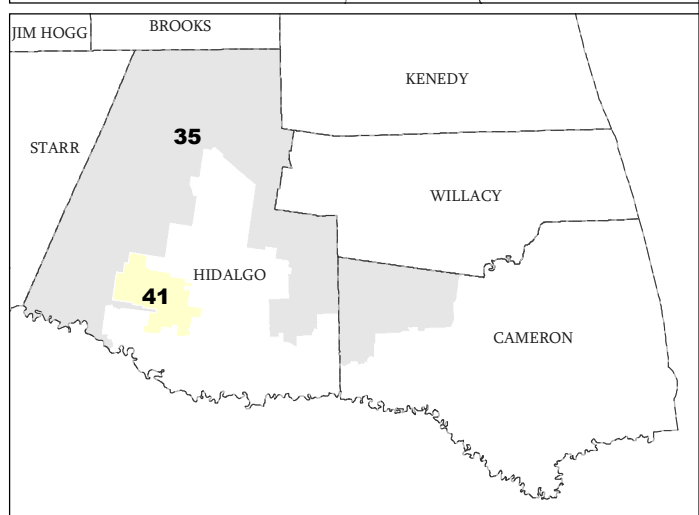 JIM HOGG
BROOKS
KENEDY
35
STARR
WILLACY
HIDALGO
41
CAMERON